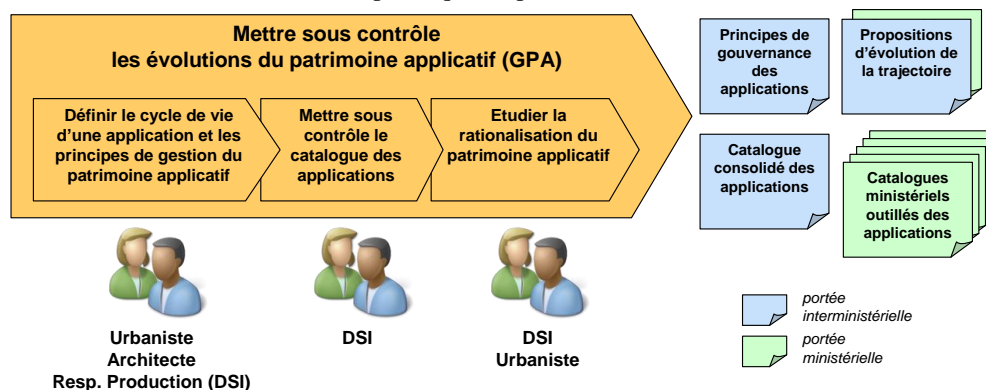 Mettre sous contrôle
les évolutions du patrimoine applicatif (GPA)
Définir le cycle de vie
d’une application et les
principes de gestion du
patrimoine applicatif
Mettre sous
contrôle le
catalogue des
applications
Etudier la
rationalisation du
patrimoine applicatif
Principes de
gouvernance
des
applications
Propositions
d’évolution de
la trajectoire
Catalogue
consolidé des
applications
Catalogues
ministériels
outillés des
applications
Urbaniste
Architecte
Resp. Production (DSI)
DSI
DSI
Urbaniste
portée
interministérielle
portée
ministérielle